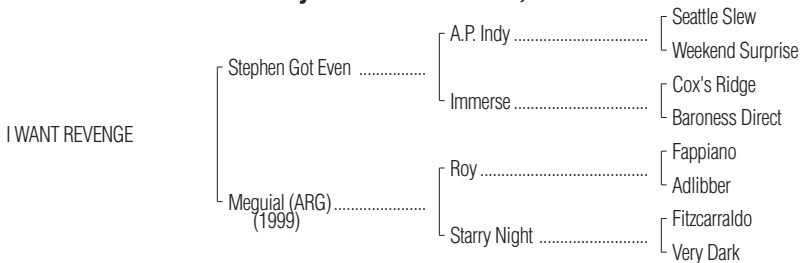 Seattle Slew
A.P. Indy ..................................
Weekend Surprise
Stephen Got Even ................
Cox's Ridge
Immerse ..................................
Baroness Direct
I WANT REVENGE
Fappiano
Roy ...........................................
Adlibber
Meguial (ARG) ......................
(1999)
Fitzcarraldo
Starry Night ...........................
Very Dark